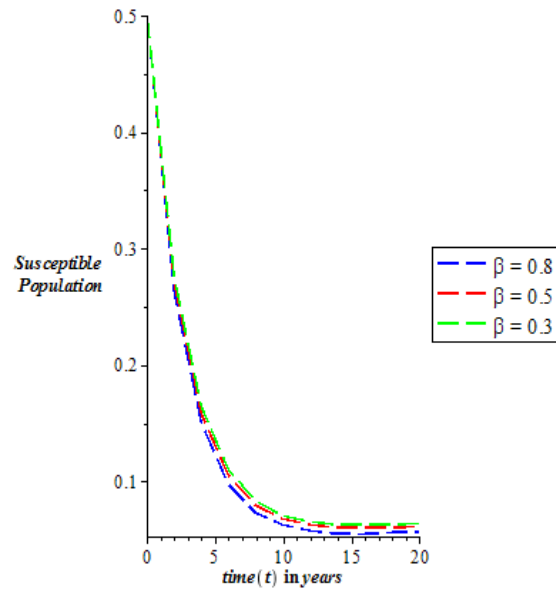 0.5
0.4
0.3
Susceptible
Population
0.2
0.1
0 5 10 15 20
time(t) in years
β = 0.8
β = 0.5
β = 0.3